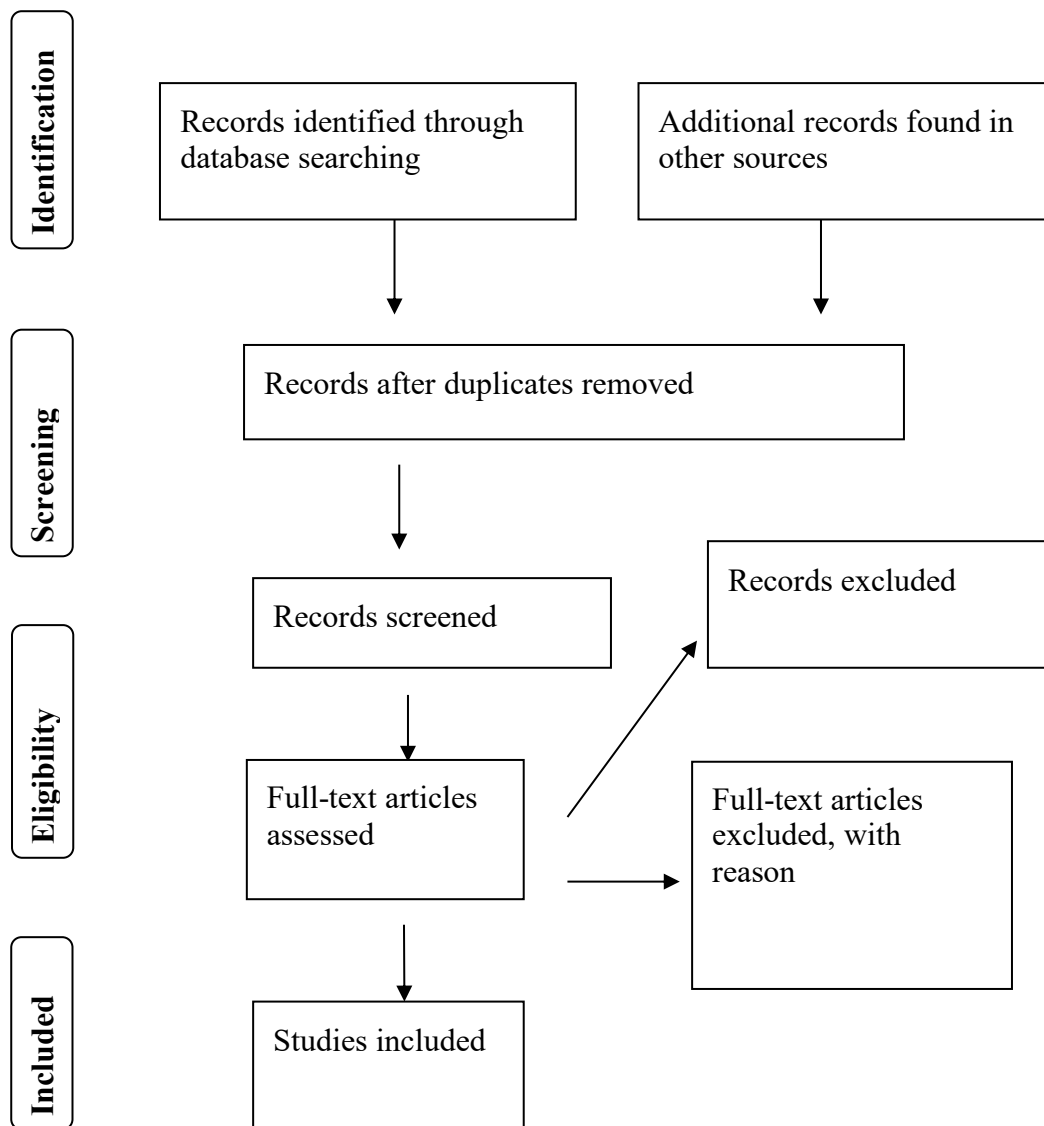 Identification
Records identified through
database searching
Additional records found in
other sources
Screening
Records after duplicates removed
Records screened
Records excluded
Eligibility
Full-text articles
assessed
Full-text articles
excluded, with
reason
Included
Studies included